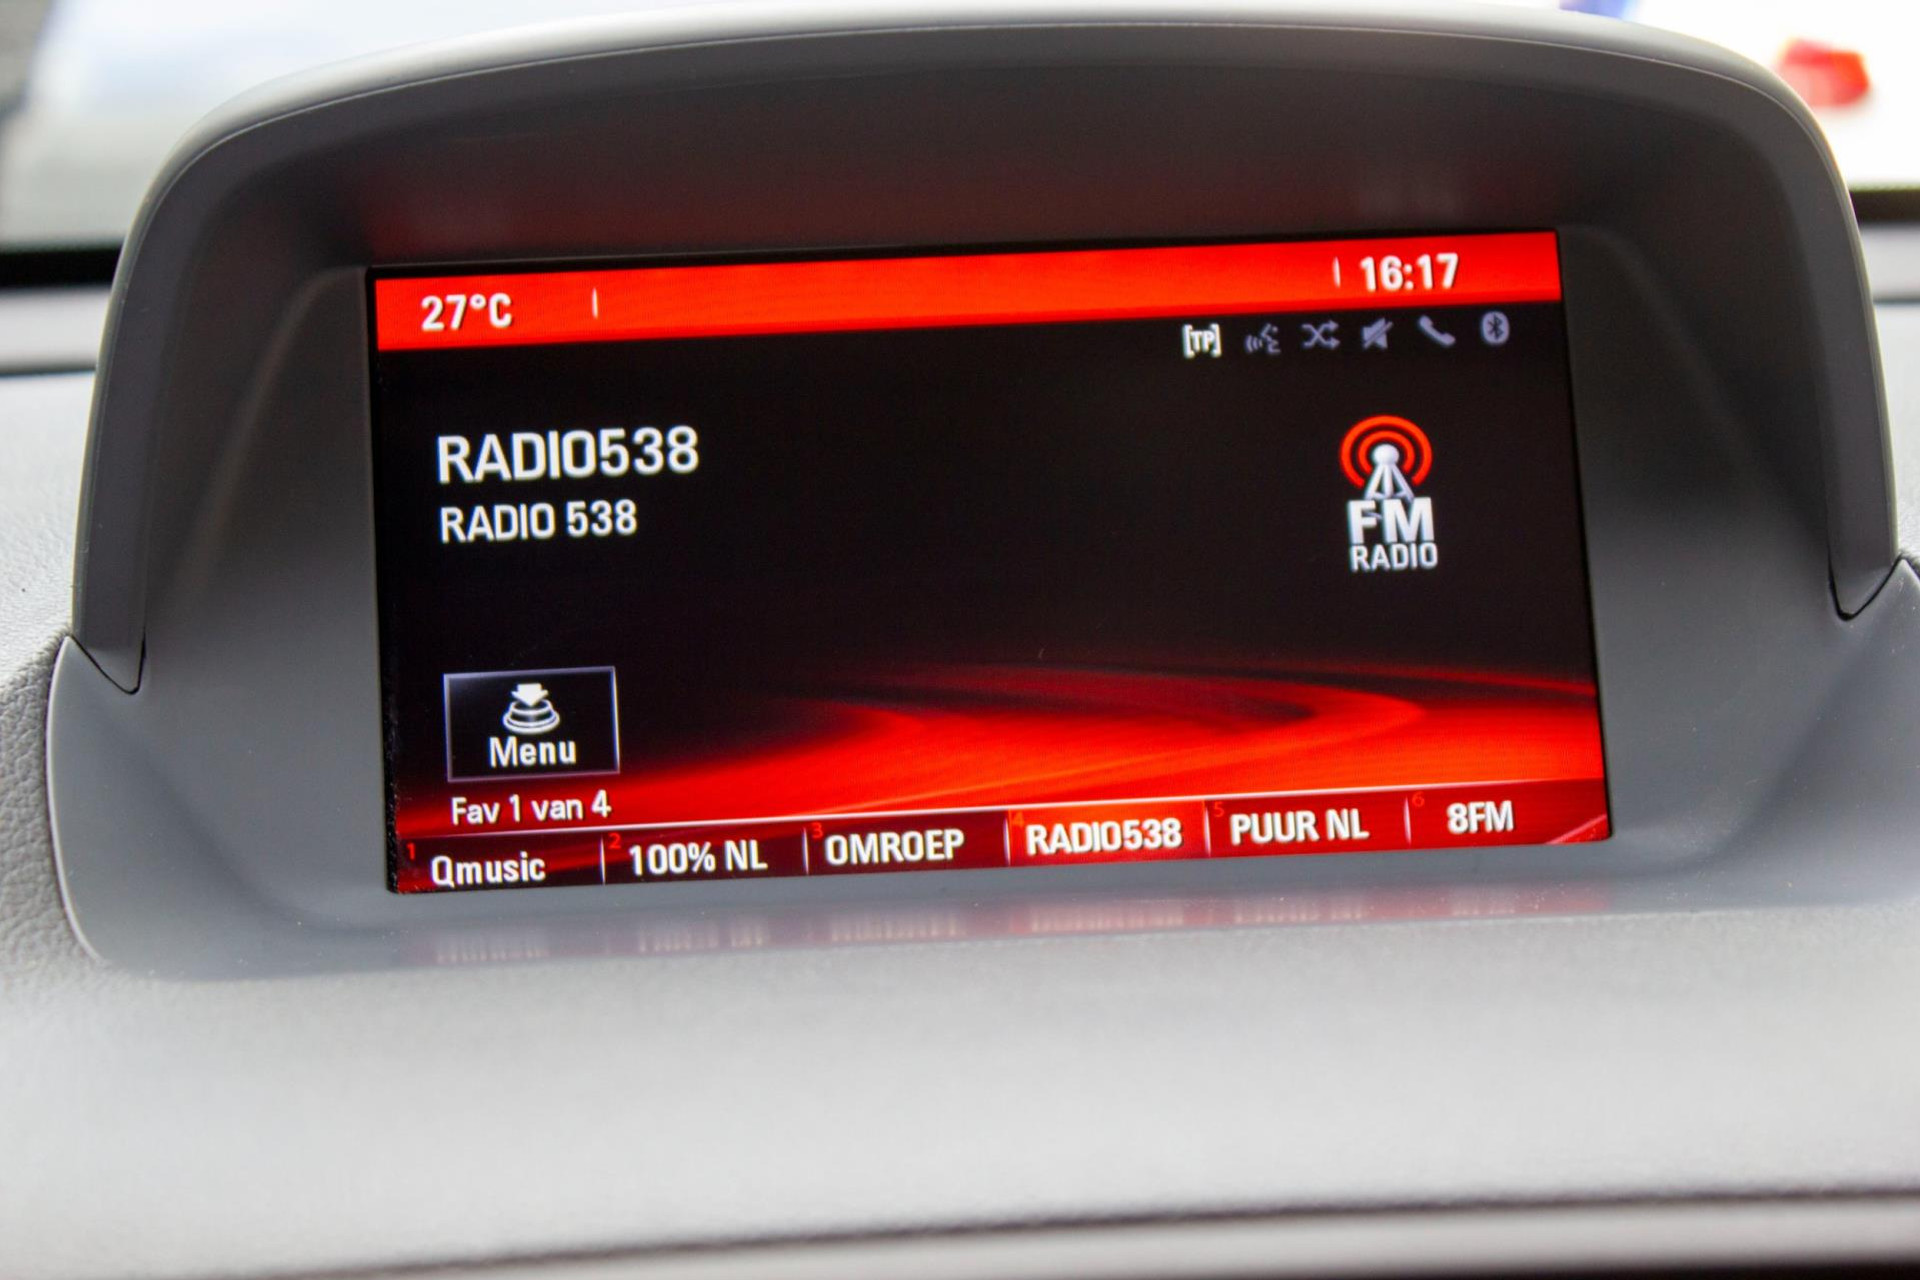 27°C 16:17
[TP]
RADIO538
RADIO 538
FM
RADIO
Menu
Fav 1 van 4
1 Qmusic 2 100% NL 3 OMROEP 4 RADIO538 5 PUUR NL 6 8FM